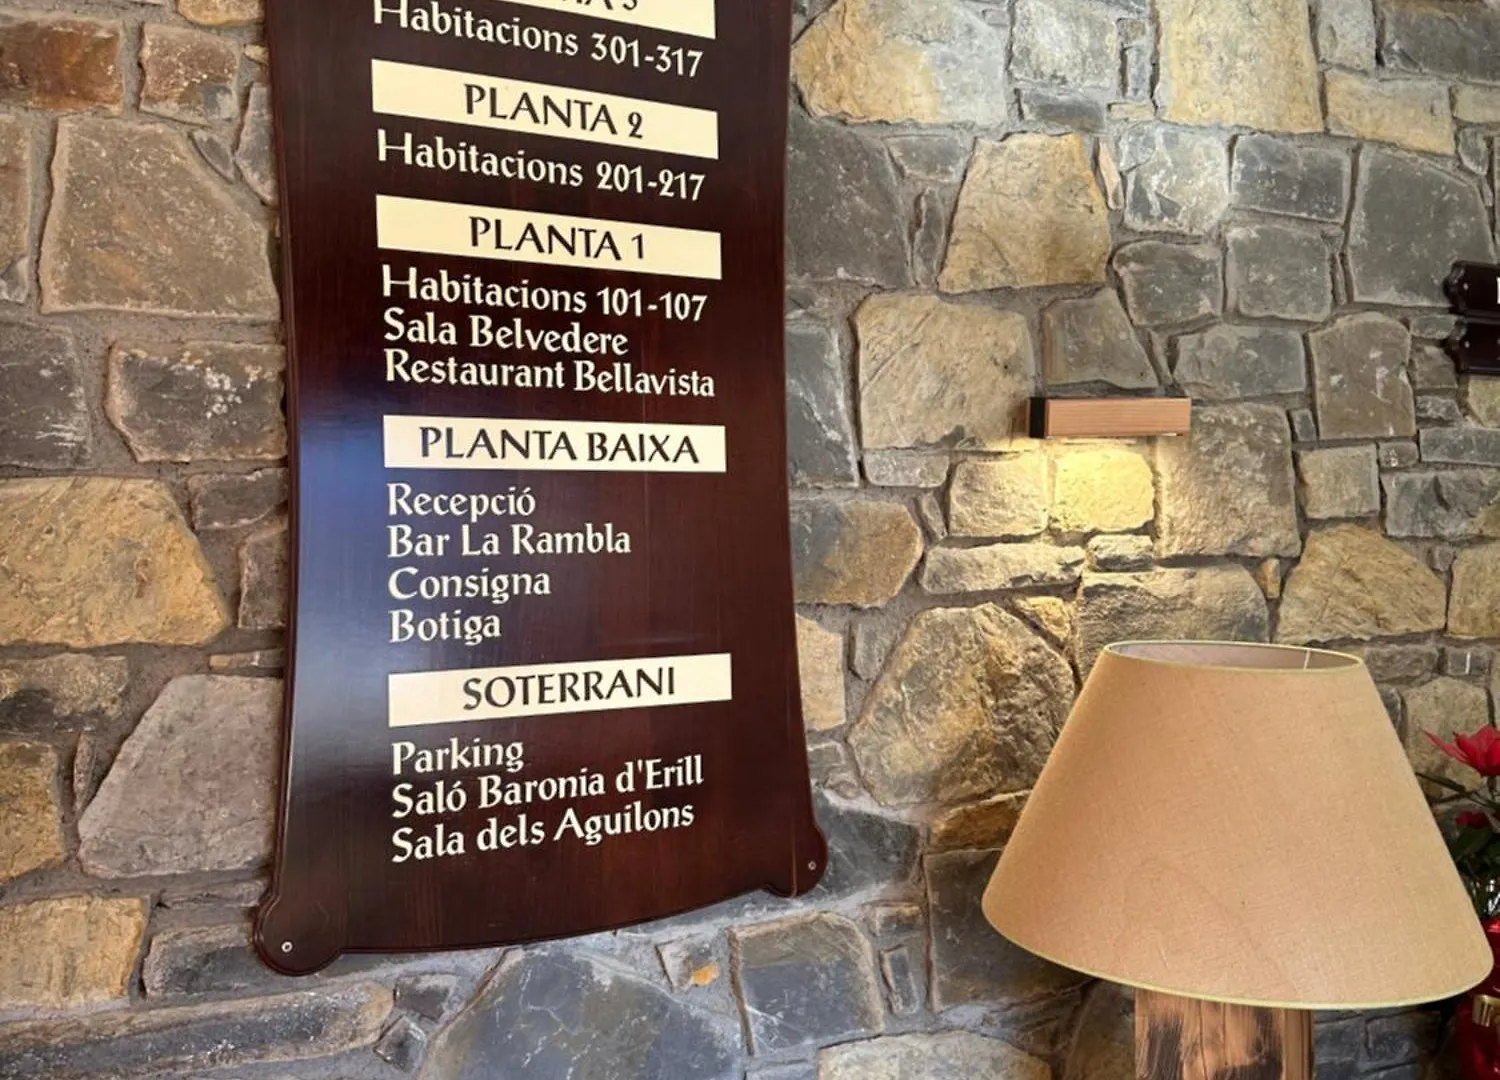 Habitacions 301-317
PLANTA 2
Habitacions 201-217
PLANTA 1
Habitacions 101-107
Sala Belvedere
Restaurant Bellavista
PLANTA BAIXA
Recepció
Bar La Rambla
Consigna
Botiga
SOTERRANI
Parking
Saló Baronia d'Erill
Sala dels Aguilons